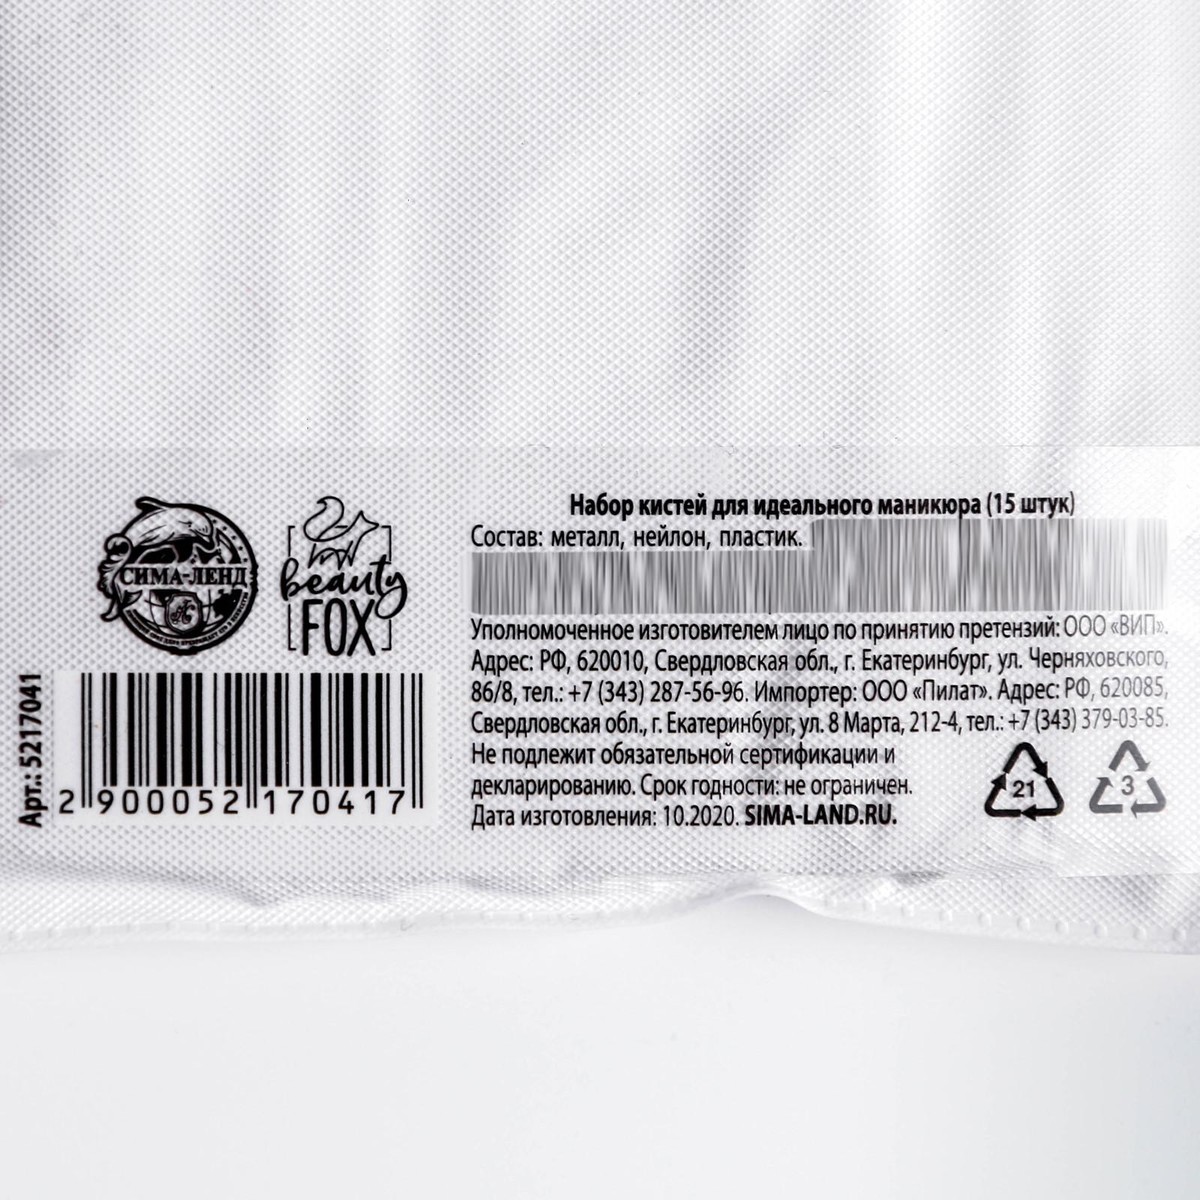 СИМА-ЛЕНД
beauty
FOX
Арт.: 5217041
2 900052 170417
Набор кистей для идеального маникюра (15 штук)
Состав: металл, нейлон, пластик.
Уполномоченное изготовителем лицо по принятию претензий: ООО «ВИП».
Адрес: РФ, 620010, Свердловская обл., г. Екатеринбург, ул. Черняховского,
86/8, тел.: +7 (343) 287-56-96. Импортер: ООО «Пилат». Адрес: РФ, 620085,
Свердловская обл., г. Екатеринбург, ул. 8 Марта, 212-4, тел.: +7 (343) 379-03-85.
Не подлежит обязательной сертификации и
декларированию. Срок годности: не ограничен.
Дата изготовления: 10.2020. SIMA-LAND.RU.
21
3